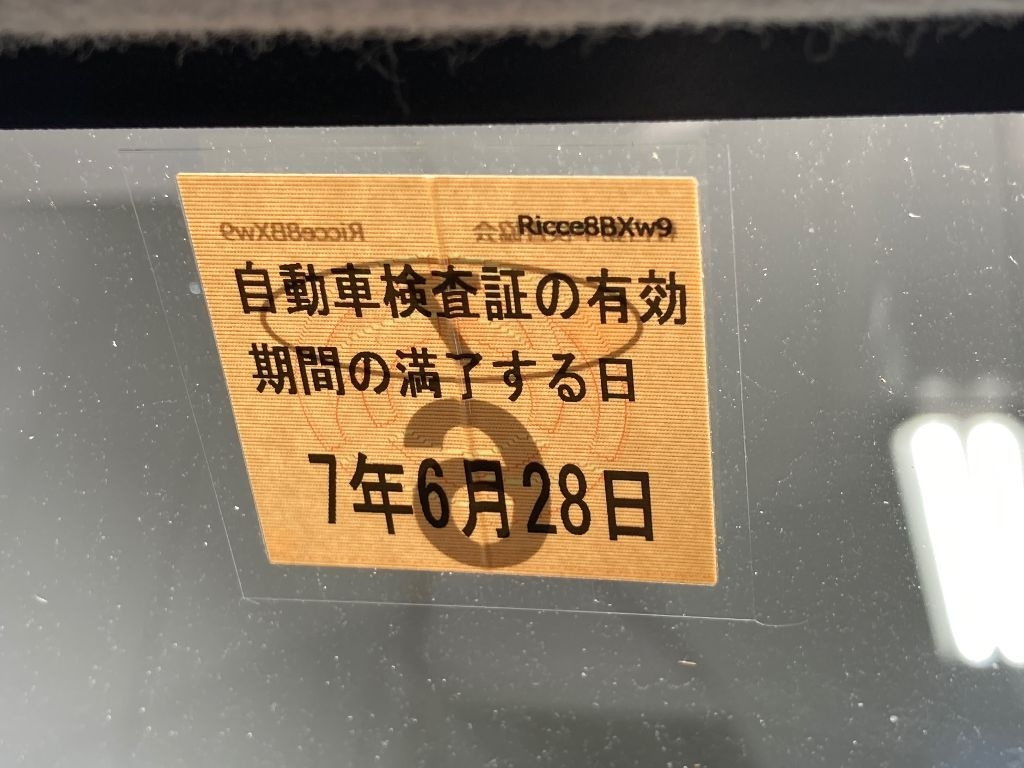 Ricce8BXw9
自動車検査証の有効
期間の満了する日
7年6月28日